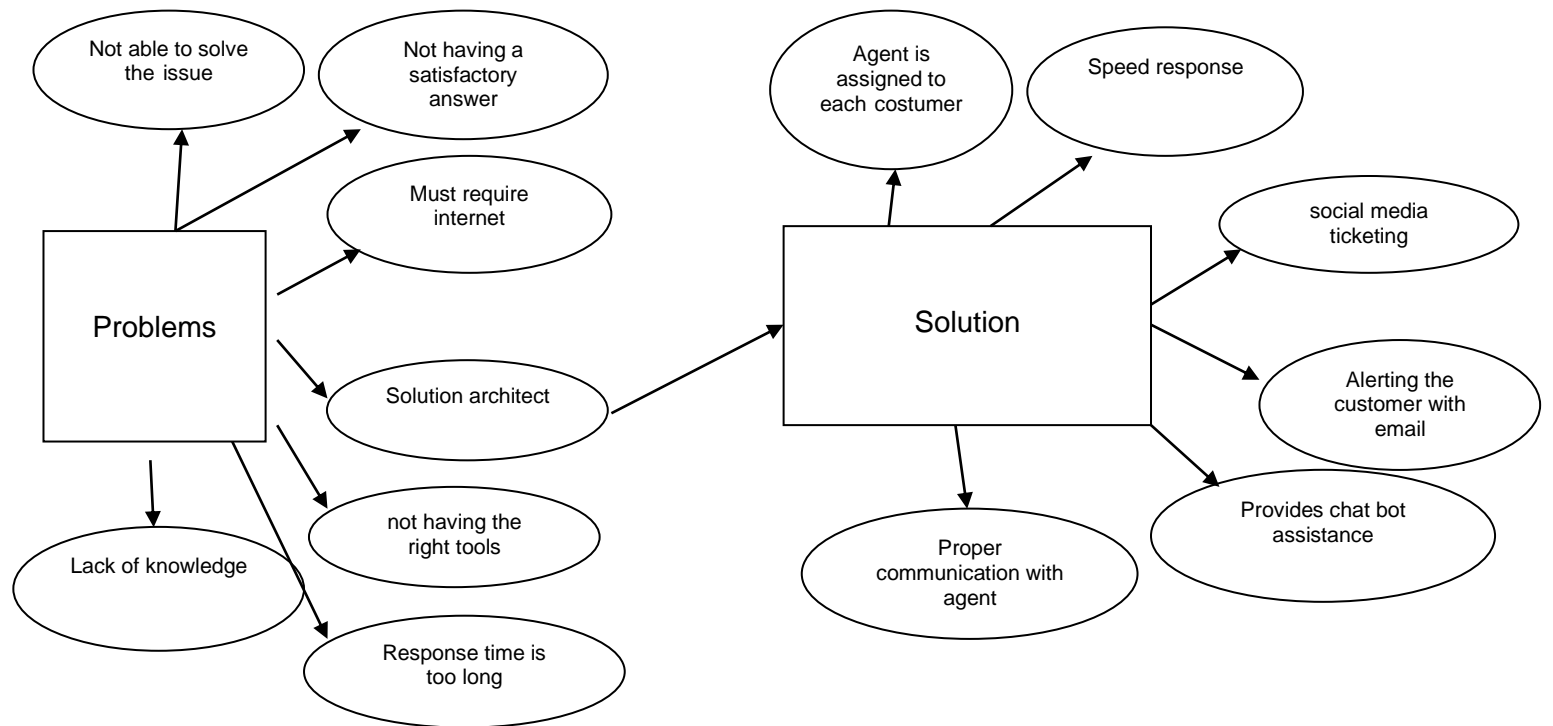 Not able to solve
the issue
Not having a
satisfactory
answer
Must require
internet
Problems
Solution architect
not having the
right tools
Lack of knowledge
Response time is
too long
Agent is
assigned to
each costumer
Speed response
social media
ticketing
Solution
Alerting the
customer with
email
Provides chat bot
assistance
Proper
communication with
agent